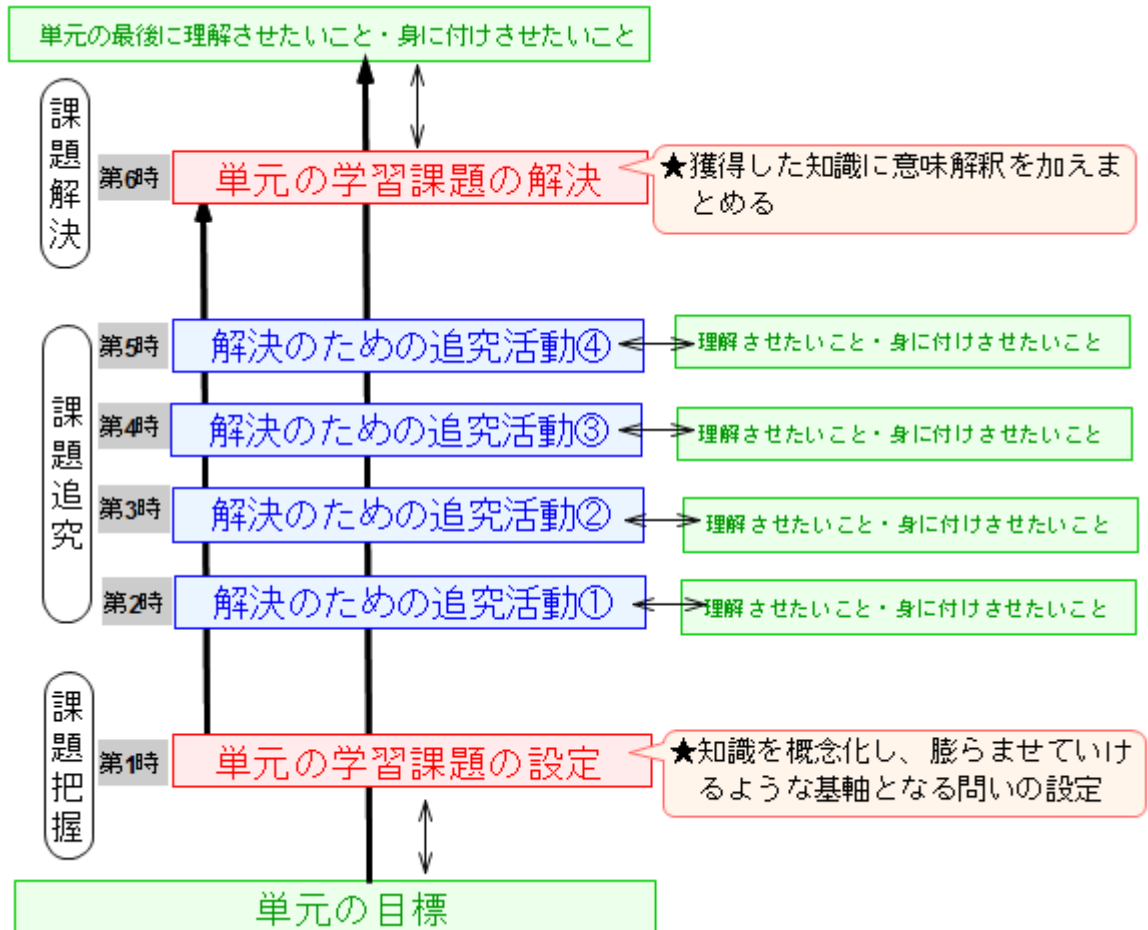 単元の最後に理解させたいこと・身に付けさせたいこと
課題解決
第6時
単元の学習課題の解決
★獲得した知識に意味解釈を加えま
とめる
課題追究
第5時
解決のための追究活動④
理解させたいこと・身に付けさせたいこと
第4時
解決のための追究活動③
理解させたいこと・身に付けさせたいこと
第3時
解決のための追究活動②
理解させたいこと・身に付けさせたいこと
第2時
解決のための追究活動①
理解させたいこと・身に付けさせたいこと
課題把握
第1時
単元の学習課題の設定
★知識を概念化し、膨らませていけ
るような基軸となる問いの設定
単元の目標